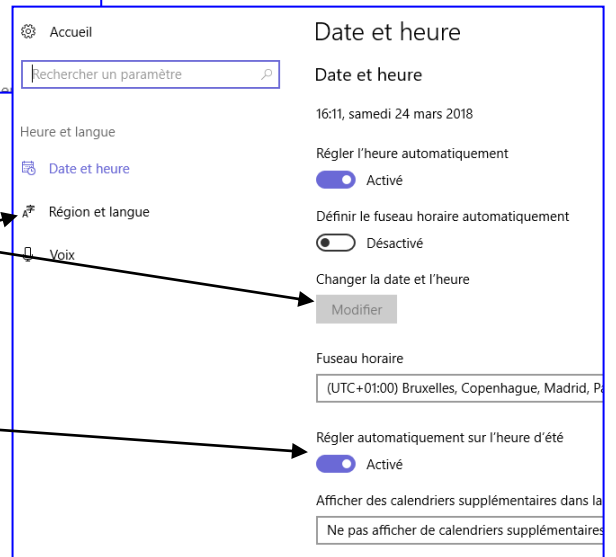 Accueil
Rechercher un paramètre
Heure et langue
Date et heure
Région et langue
Voix
Date et heure
Date et heure
16:11, samedi 24 mars 2018
Régler l'heure automatiquement
Activé
Définir le fuseau horaire automatiquement
Désactivé
Changer la date et l'heure
Modifier
Fuseau horaire
(UTC+01:00) Bruxelles, Copenhague, Madrid, Pa
Régler automatiquement sur l'heure d'été
Activé
Afficher des calendriers supplémentaires dans la
Ne pas afficher de calendriers supplémentaires